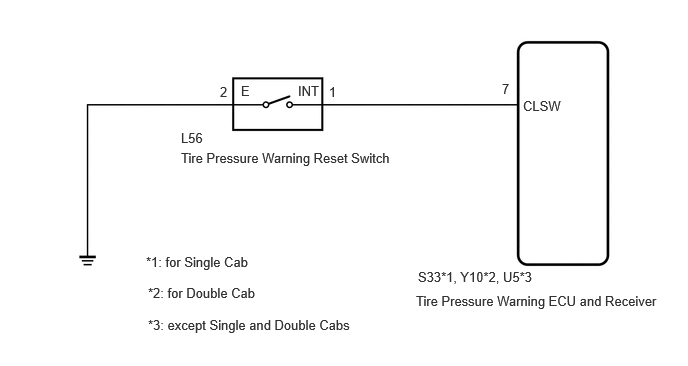 2 E INT 1
7
CLSW
L56
Tire Pressure Warning Reset Switch
*1: for Single Cab
*2: for Double Cab
*3: except Single and Double Cabs
S33*1, Y10*2, U5*3
Tire Pressure Warning ECU and Receiver